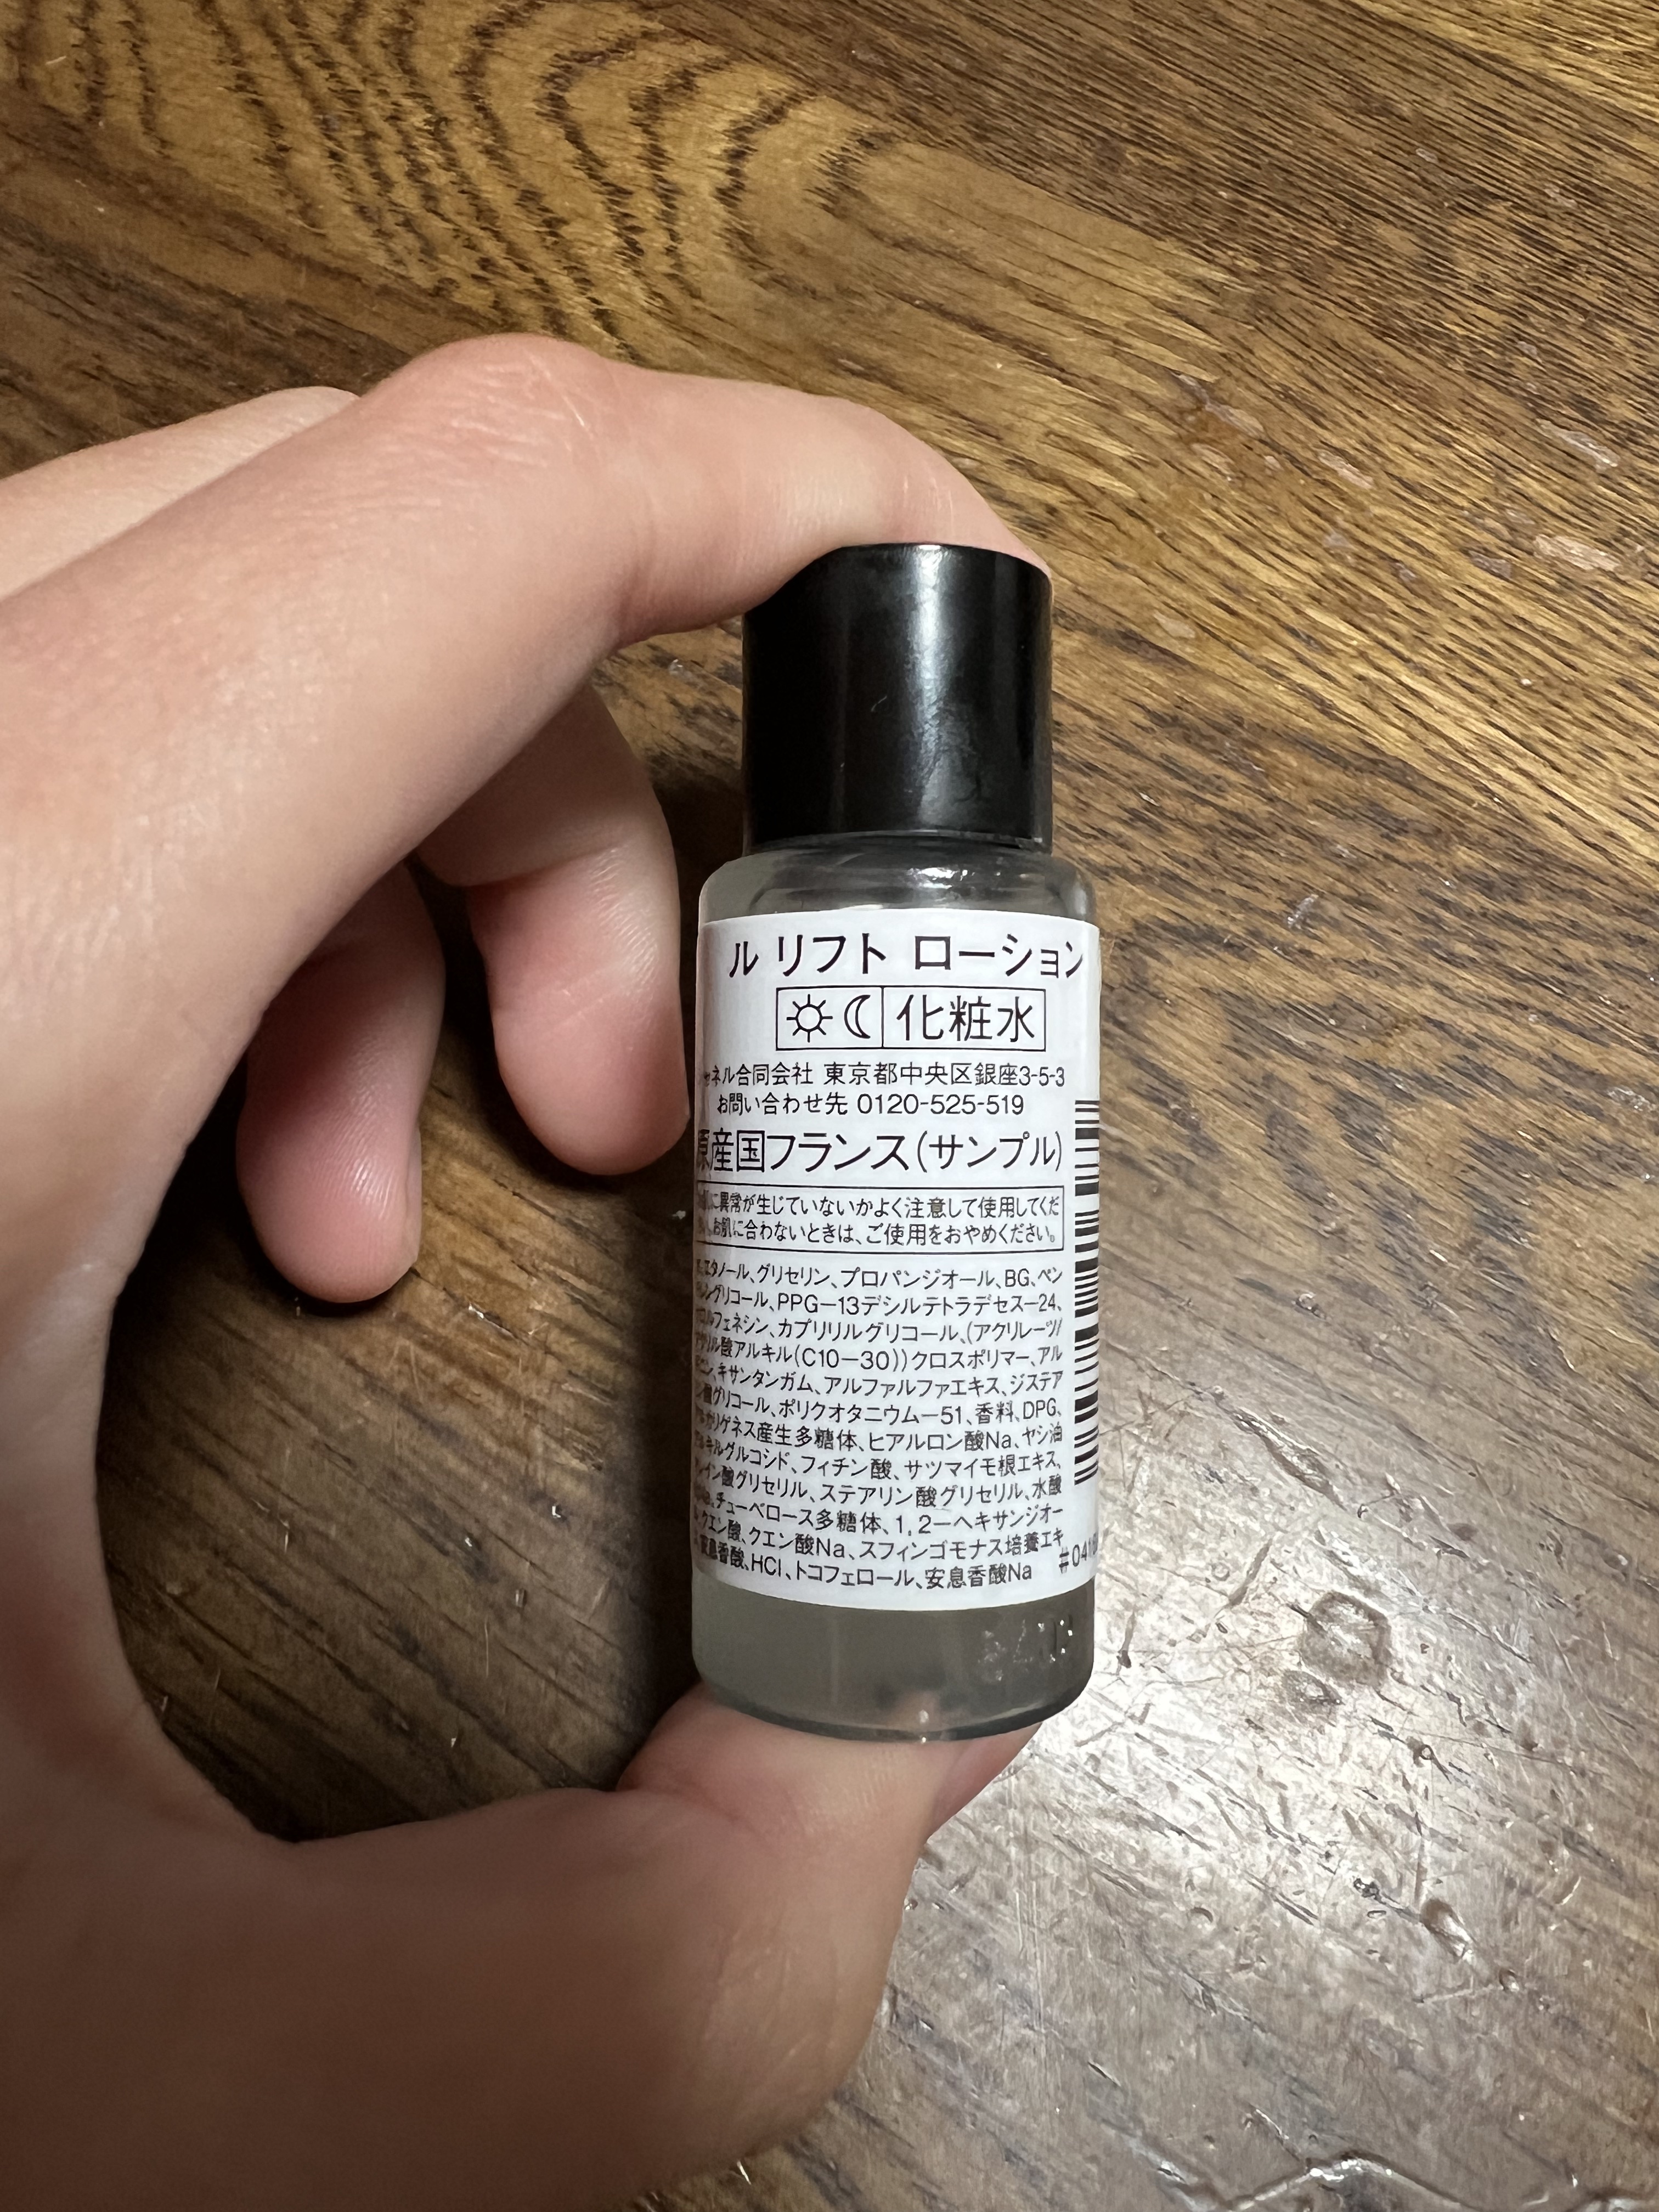 ル リフト ローション
化粧水
ャネル合同会社 東京都中央区銀座3-5-3
お問い合わせ先 0120-525-519
原産国フランス(サンプル)
に異常が生じていないかよく注意して使用してくだ
お肌に合わないときは、ご使用をおやめください。
エタノール、グリセリン、プロパンジオール、BG、ペン
グリコール、PPG-13デシルテトラデセス-24、
ルフェネシン、カプリリルグリコール、(アクリレーツ/
リル酸アルキル(C10-30))クロスポリマー、アル
ン、キサンタンガム、アルファルファエキス、ジステア
酸グリコール、ポリクオタニウム-51、香料、DPG、
カリゲネス産生多糖体、ヒアルロン酸Na、ヤシ油
キルグルコシド、フィチン酸、サツマイモ根エキス、
イン酸グリセリル、ステアリン酸グリセリル、水酸
、チューベロース多糖体、1,2-ヘキサンジオー
、クエン酸、クエン酸Na、スフィンゴモナス培養エキ
安息香酸、HCl、トコフェロール、安息香酸Na
#041